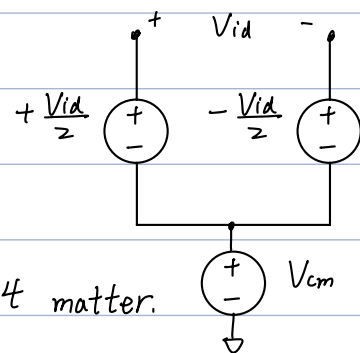 + Vid -
+ Vid/2 + - - Vid/2 + -
+ - Vcm
matter.